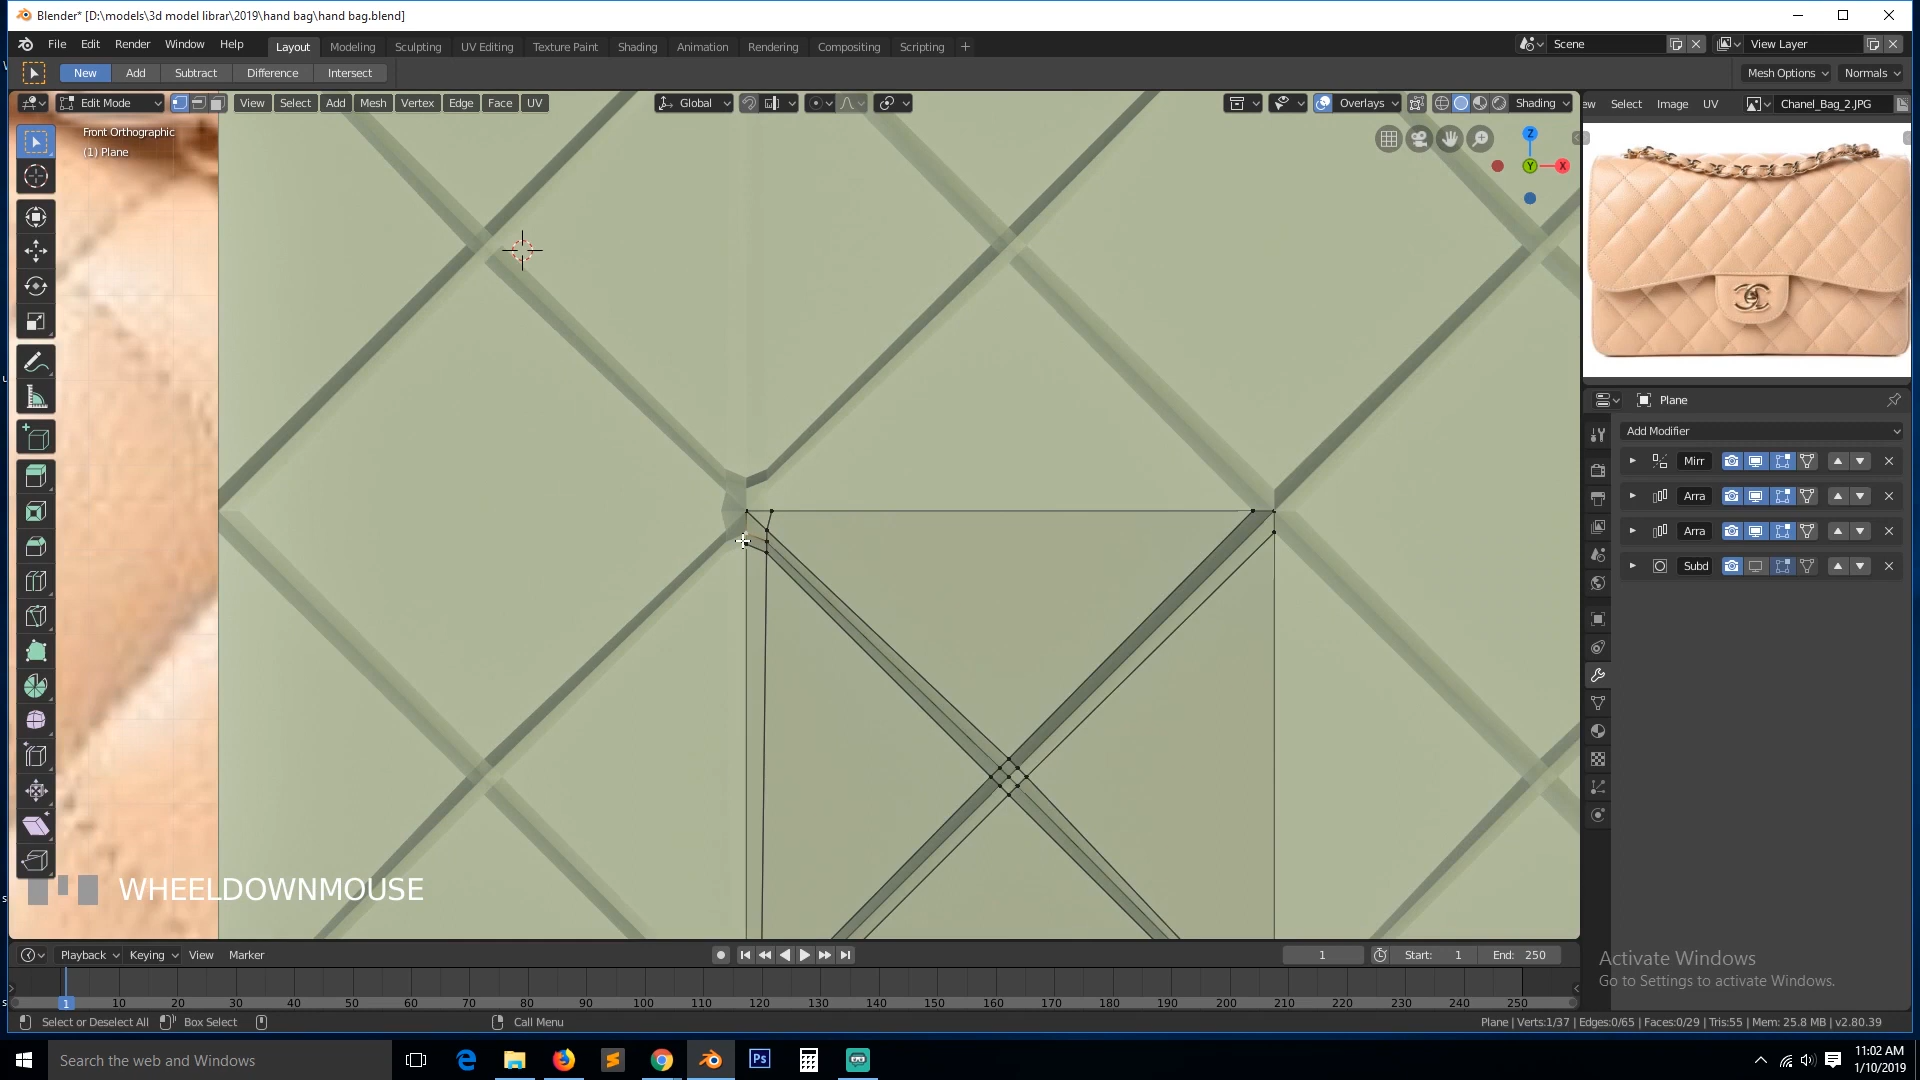 Blender* [D:\models\3d model librar\2019\hand bag\hand bag.blend]
File Edit Render Window Help Layout Modeling Sculpting UV Editing Texture Paint Shading Animation Rendering Compositing Scripting + Scene View Layer
New Add Subtract Difference Intersect Mesh Options Normals
Edit Mode View Select Add Mesh Vertex Edge Face UV Global Overlays Shading ew Select Image UV Chanel_Bag_2.JPG
Front Orthographic
(1) Plane
Z
Y
X
Plane
Add Modifier
Mirr
Arra
Arra
Subd
WHEELDOWNMOUSE
Playback Keying View Marker 1 Start: 1 End: 250
1 10 20 30 40 50 60 70 80 90 100 110 120 130 140 150 160 170 180 190 200 210 220 230 240 250
Activate Windows
Go to Settings to activate Windows.
Select or Deselect All Box Select Call Menu Plane | Verts:1/37 | Edges:0/65 | Faces:0/29 | Tris:55 | Mem: 25.8 MB | v2.80.39
Search the web and Windows
Ps
11:02 AM
1/10/2019